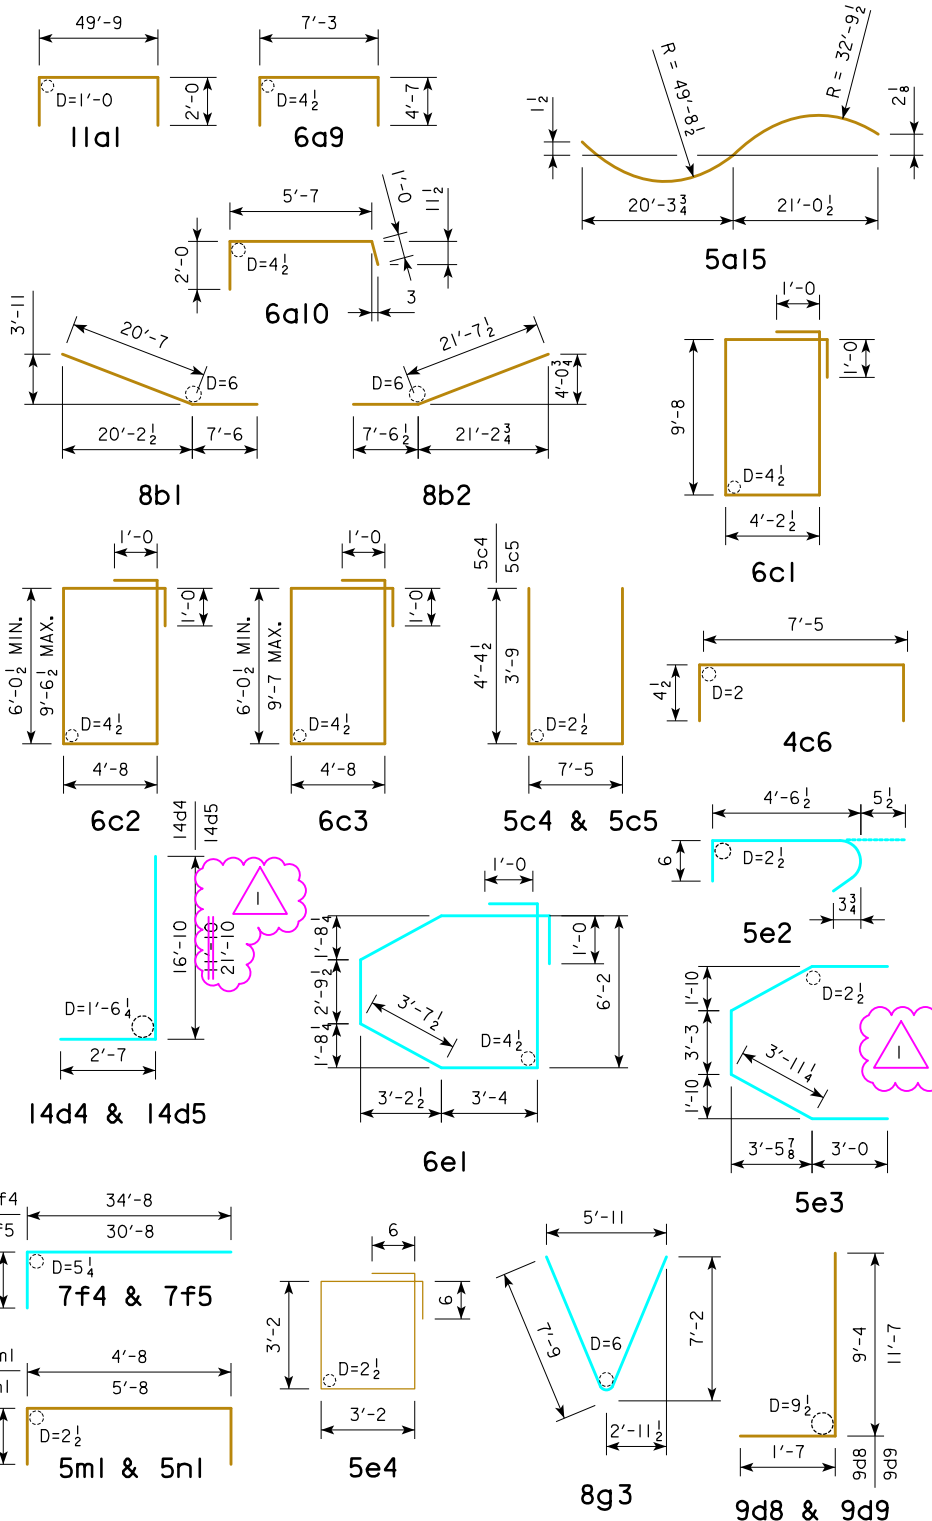 49'-9
2'-0
D=1'-0
11a1
7'-3
4'-7
D=4½
6a9
1½
R = 49'-8½
R = 32'-9½
2⅛
20'-3¾
21'-0½
5a15
5'-7
2'-0
D=4½
1'-0
11½
3
6a10
3'-11
20'-7
D=6
20'-2½
7'-6
8b1
21'-7½
D=6
4'-0¾
7'-6½
21'-2¾
8b2
1'-0
1'-0
9'-8
D=4½
4'-2½
6c1
1'-0
1'-0
6'-0½ MIN.
9'-6½ MAX.
D=4½
4'-8
6c2
1'-0
1'-0
6'-0½ MIN.
9'-7 MAX.
D=4½
4'-8
6c3
5c4
5c5
4'-4½
3'-9
D=2½
7'-5
5c4 & 5c5
7'-5
4½
D=2
4c6
14d4
14d5
16'-10
21'-10
1
D=1'-6¼
2'-7
14d4 & 14d5
1'-0
1'-0
1'-8¼
2'-9½
1'-8¼
3'-7½
D=4½
6'-2
3'-2½
3'-4
6e1
4'-6½
5½
6
D=2½
3¾
5e2
1'-10
3'-3
1'-10
D=2½
3'-11¼
1
3'-5⅞
3'-0
5e3
f4
f5
34'-8
30'-8
D=5¼
7f4 & 7f5
m1
n1
4'-8
5'-8
D=2½
5m1 & 5n1
6
6
3'-2
D=2½
3'-2
5e4
5'-11
7'-9
D=6
7'-2
2'-11½
8g3
9'-4
11'-7
D=9½
1'-7
9d8
9d9
9d8 & 9d9